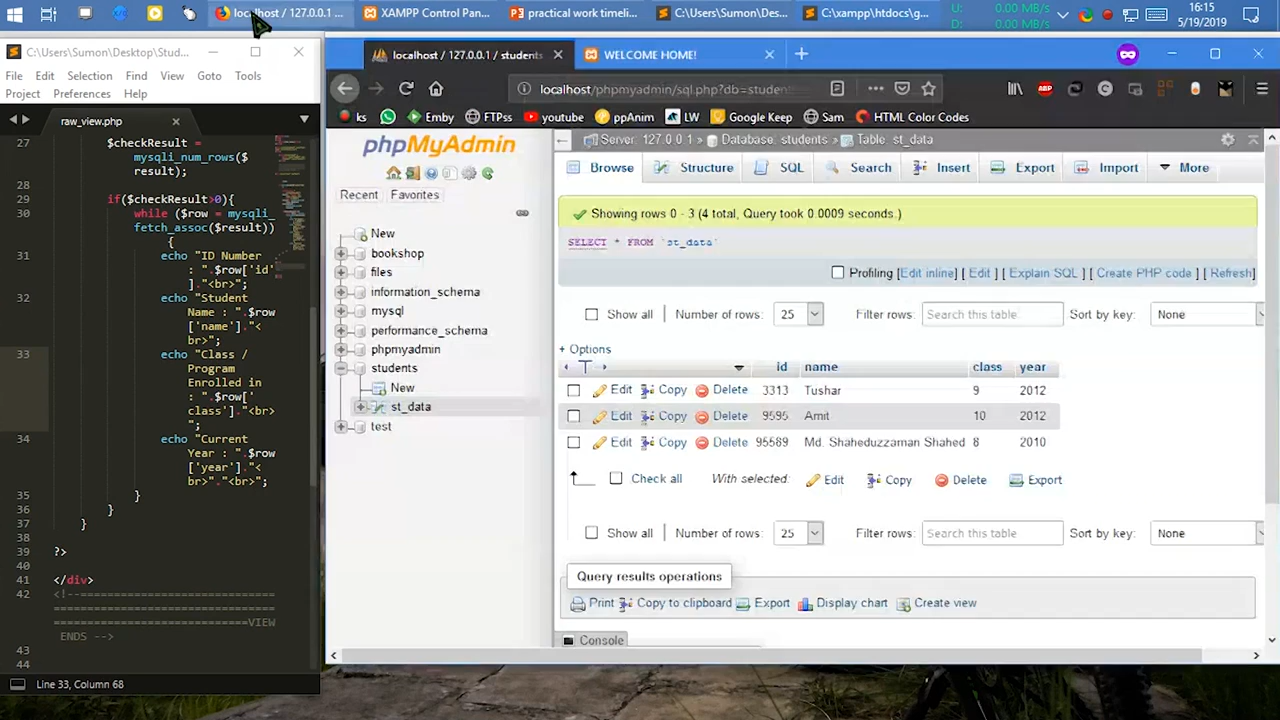 localhost / 127.0.0.1 ...
XAMPP Control Pan...
practical work timeli...
C:\Users\Sumon\Des...
C:\xampp\htdocs\g...
U: 0.00 MB/s
D: 0.00 MB/s
16:15
5/19/2019
C:\Users\Sumon\Desktop\Stud...
File Edit Selection Find View Goto Tools
Project Preferences Help
raw_view.php
27 $checkResult =
mysqli_num_rows($
result);
28
29 if($checkResult>0){
30 while ($row = mysqli_
fetch_assoc($result))
{
31 echo "ID Number
: ".$row['id'
]."<br>";
32 echo "Student
Name : ".$row
['name']."<
br>";
33 echo "Class /
Program
Enrolled in
: ".$row['
class']."<br>
";
34 echo "Current
Year : ".$row
['year']."<
br>"."<br>";
35 }
36 }
37 }
38
39 ?>
40
41 </div>
42 <!--============================
================================
============================VIEW
ENDS -->
43
44
Line 33, Column 68
localhost / 127.0.0.1 / students
WELCOME HOME!
localhost/phpmyadmin/sql.php?db=student
ks
Emby
FTPss
youtube
ppAnim
LW
Google Keep
Sam
HTML Color Codes
phpMyAdmin
Recent Favorites
New
bookshop
files
information_schema
mysql
performance_schema
phpmyadmin
students
New
st_data
test
Server: 127.0.0.1 » Database: students » Table: st_data
Browse Structure SQL Search Insert Export Import More
Showing rows 0 - 3 (4 total, Query took 0.0009 seconds.)
SELECT * FROM `st_data`
Profiling [Edit inline] [ Edit ] [ Explain SQL ] [ Create PHP code ] [ Refresh]
Show all | Number of rows: 25 Filter rows: Search this table Sort by key: None
+ Options
id name class year
Edit Copy Delete 3313 Tushar 9 2012
Edit Copy Delete 9595 Amit 10 2012
Edit Copy Delete 95589 Md. Shaheduzzaman Shahed 8 2010
Check all With selected: Edit Copy Delete Export
Show all | Number of rows: 25 Filter rows: Search this table Sort by key: None
Query results operations
Print Copy to clipboard Export Display chart Create view
Console